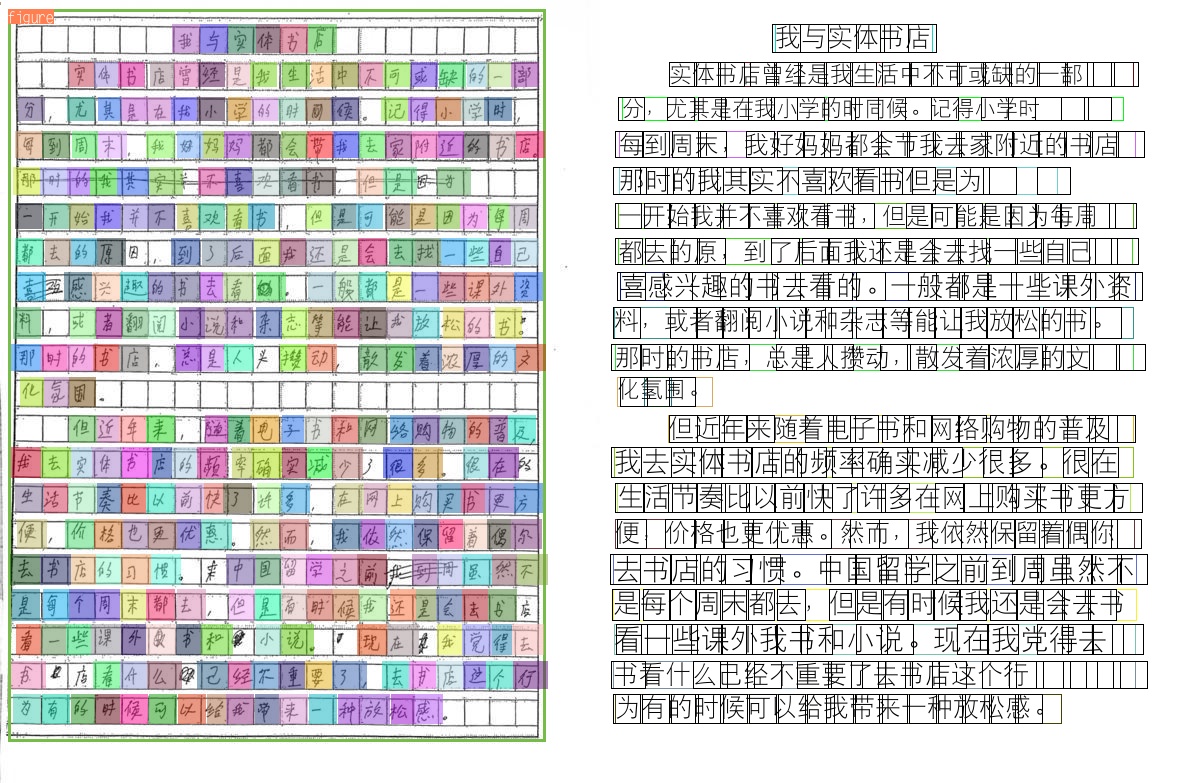 figure
我与实体书店
实体书店曾经是我生活中不可或缺的一部
分，尤其是在我小学的时间候。记得小学时，
每到周末，我好妈妈都会带我去家附近的书店。
那时的我其实不喜欢看书，但是因为
一开始我并不喜欢看书，但是可能是因为每周
都去的原因，到了后面我还是会去找一些自己
感兴趣的书去看的。一般都是一些课外资
料，或者翻阅小说和杂志等能让我放松的书。
那时的书店，总是人头攒动，散发着浓厚的文
化氛围。
但近年来，随着电子书和网络购物的普及，
我去实体书店的频率确实减少了很多。很在的
生活节奏比以前快了许多，在网上购买书更方
便，价格也更优惠。然而，我依然保留着偶尔
去书店的习惯。来中国留学之前我到周虽然不
是每个周末都去，但是有时候我还是会去书店
看一些课外书和小说。现在我觉得去
书店看什么已经不重要了，去书店这个行
为有的时候可以给我带来一种放松感。
我与实体书店
实体书店曾经是我生活中不可或缺的一部
分，尤其是在我小学的时间候。记得小学时
每到周末，我好妈妈都会节我去家附近的书店
那时的我其实不喜欢看书但是为
一开始我并不喜欢看书，但是可能是因为每周
都去的原，到了后面我还是会去找一些自己
喜感兴趣的书去看的。一般都是十些课外资
料，或者翻阅小说和杂志等能让我放松的书。
那时的书店，总是人攒动，散发着浓厚的文
化氛围。
但近年来随着电子书和网络购物的普及
我去实体书店的频率确实减少很多。很在
生活节奏比以前快了许多在网上购买书更方
便，价格也更优惠。然而，我依然保留着偶你
去书店的习惯。中国留学之前到周虽然不
是每个周末都去，但是有时候我还是会去书
看一些课外我书和小说。现在我觉得去
书看什么已经不重要了去书店这个行
为有的时候可以给我带来一种放松感。